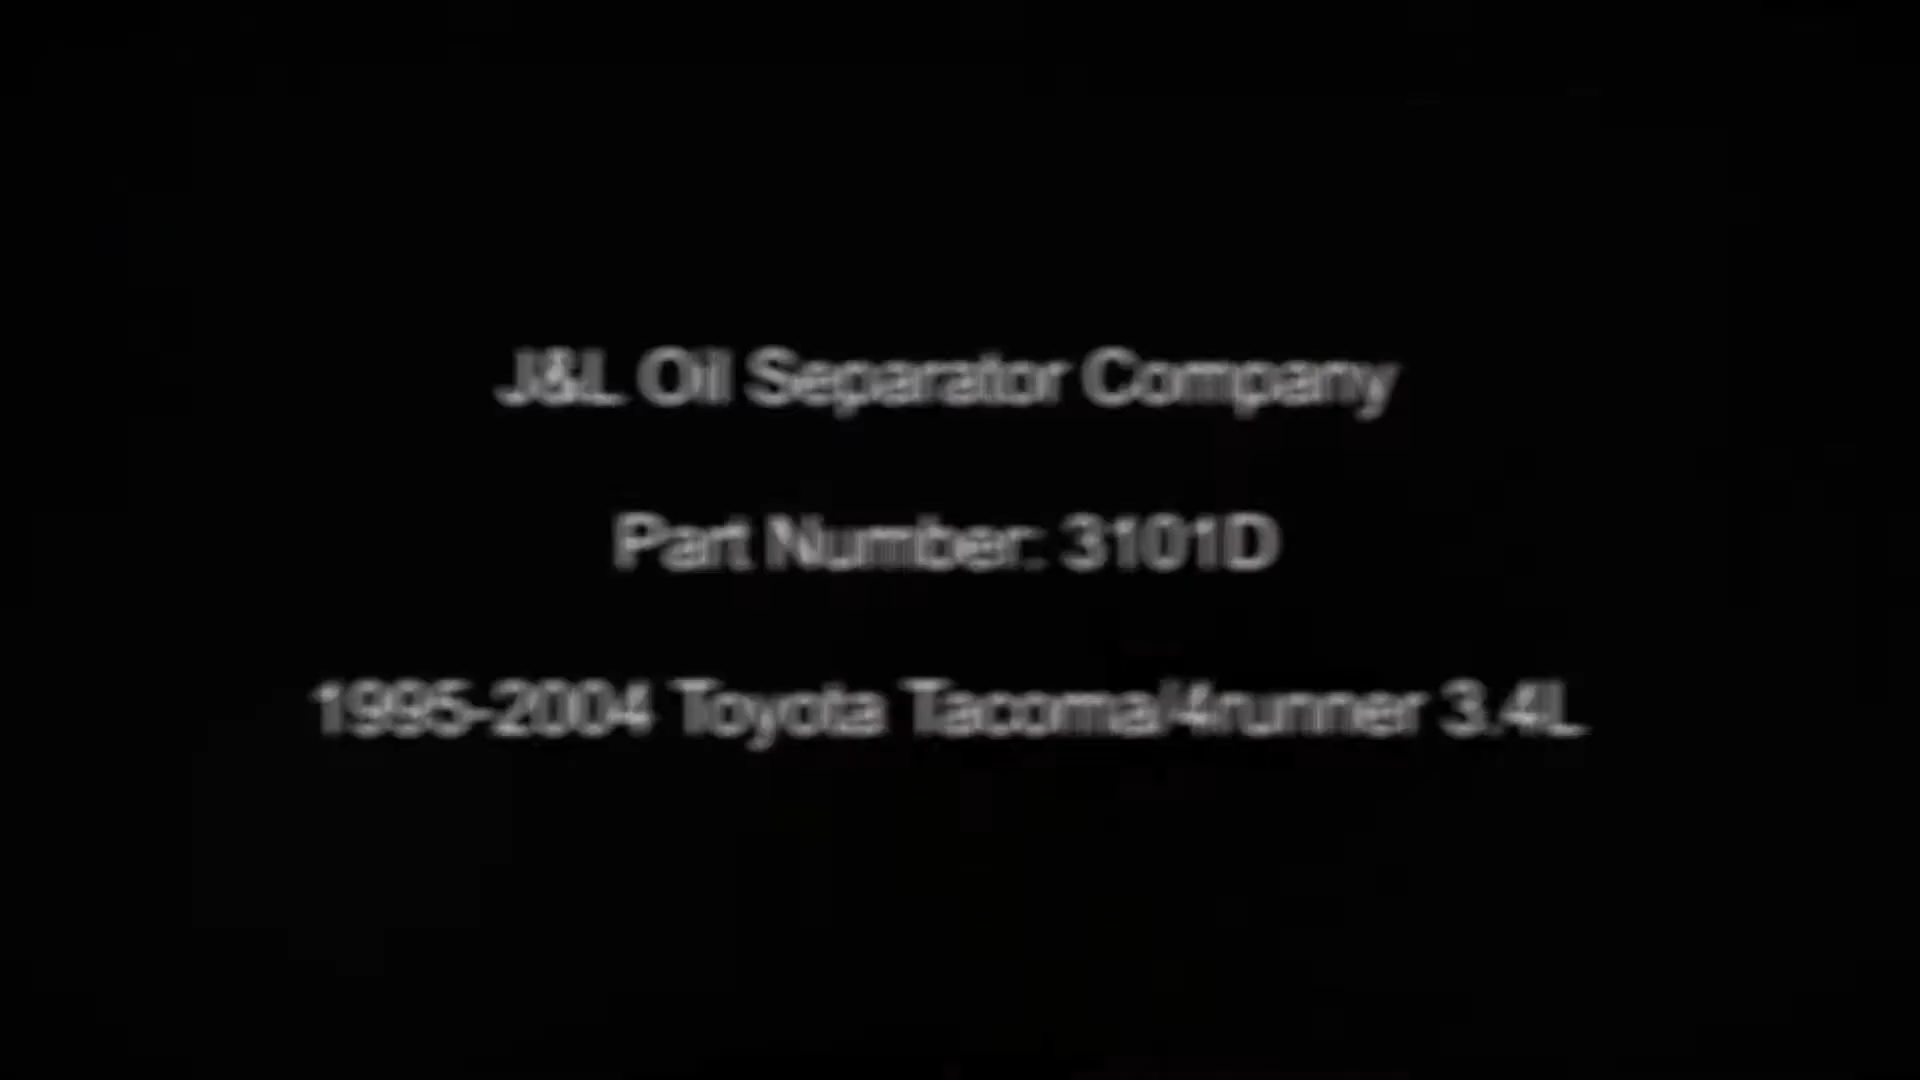 J&L Oil Separator Company
Part Number: 3101D
1995-2004 Toyota Tacoma/4runner 3.4L